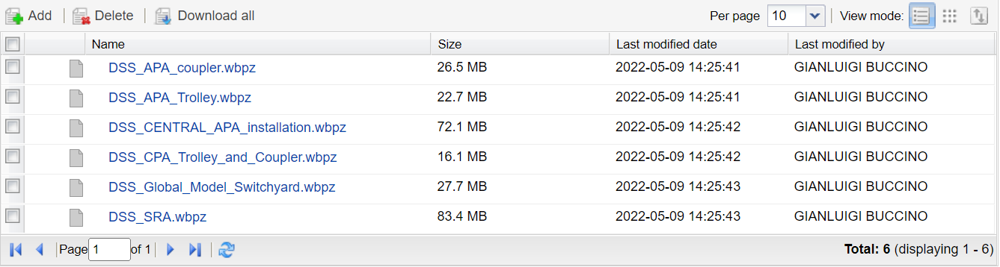 Add | Delete | Download all Per page 10 View mode:
Name Size Last modified date Last modified by
DSS_APA_coupler.wbpz 26.5 MB 2022-05-09 14:25:41 GIANLUIGI BUCCINO
DSS_APA_Trolley.wbpz 22.7 MB 2022-05-09 14:25:41 GIANLUIGI BUCCINO
DSS_CENTRAL_APA_installation.wbpz 72.1 MB 2022-05-09 14:25:42 GIANLUIGI BUCCINO
DSS_CPA_Trolley_and_Coupler.wbpz 16.1 MB 2022-05-09 14:25:42 GIANLUIGI BUCCINO
DSS_Global_Model_Switchyard.wbpz 27.7 MB 2022-05-09 14:25:43 GIANLUIGI BUCCINO
DSS_SRA.wbpz 83.4 MB 2022-05-09 14:25:43 GIANLUIGI BUCCINO
Page 1 of 1 Total: 6 (displaying 1 - 6)